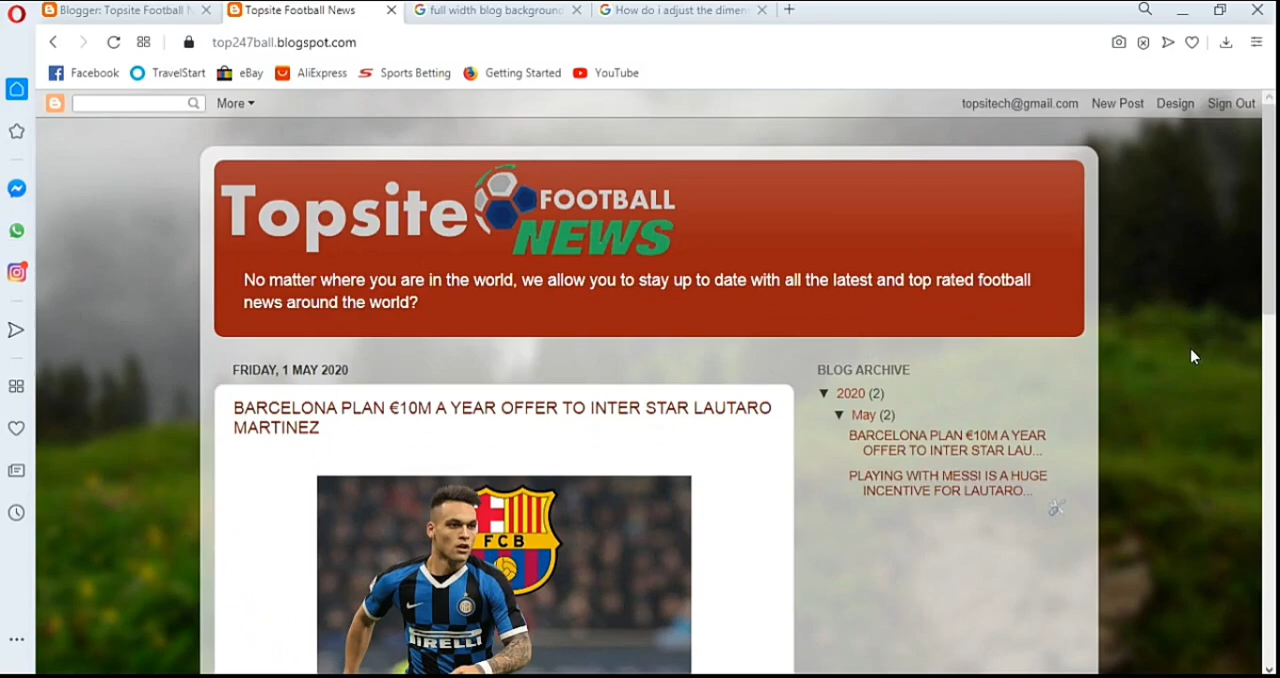 Blogger: Topsite Football N
Topsite Football News
full width blog background
How do i adjust the dimen
top247ball.blogspot.com
Facebook
TravelStart
eBay
AliExpress
Sports Betting
Getting Started
YouTube
More
topsitech@gmail.com
New Post
Design
Sign Out
Topsite FOOTBALL
NEWS
No matter where you are in the world, we allow you to stay up to date with all the latest and top rated football
news around the world?
FRIDAY, 1 MAY 2020
BARCELONA PLAN €10M A YEAR OFFER TO INTER STAR LAUTARO
MARTINEZ
FCB
PIRELLI
BLOG ARCHIVE
▼ 2020 (2)
▼ May (2)
BARCELONA PLAN €10M A YEAR
OFFER TO INTER STAR LAU...
PLAYING WITH MESSI IS A HUGE
INCENTIVE FOR LAUTARO...